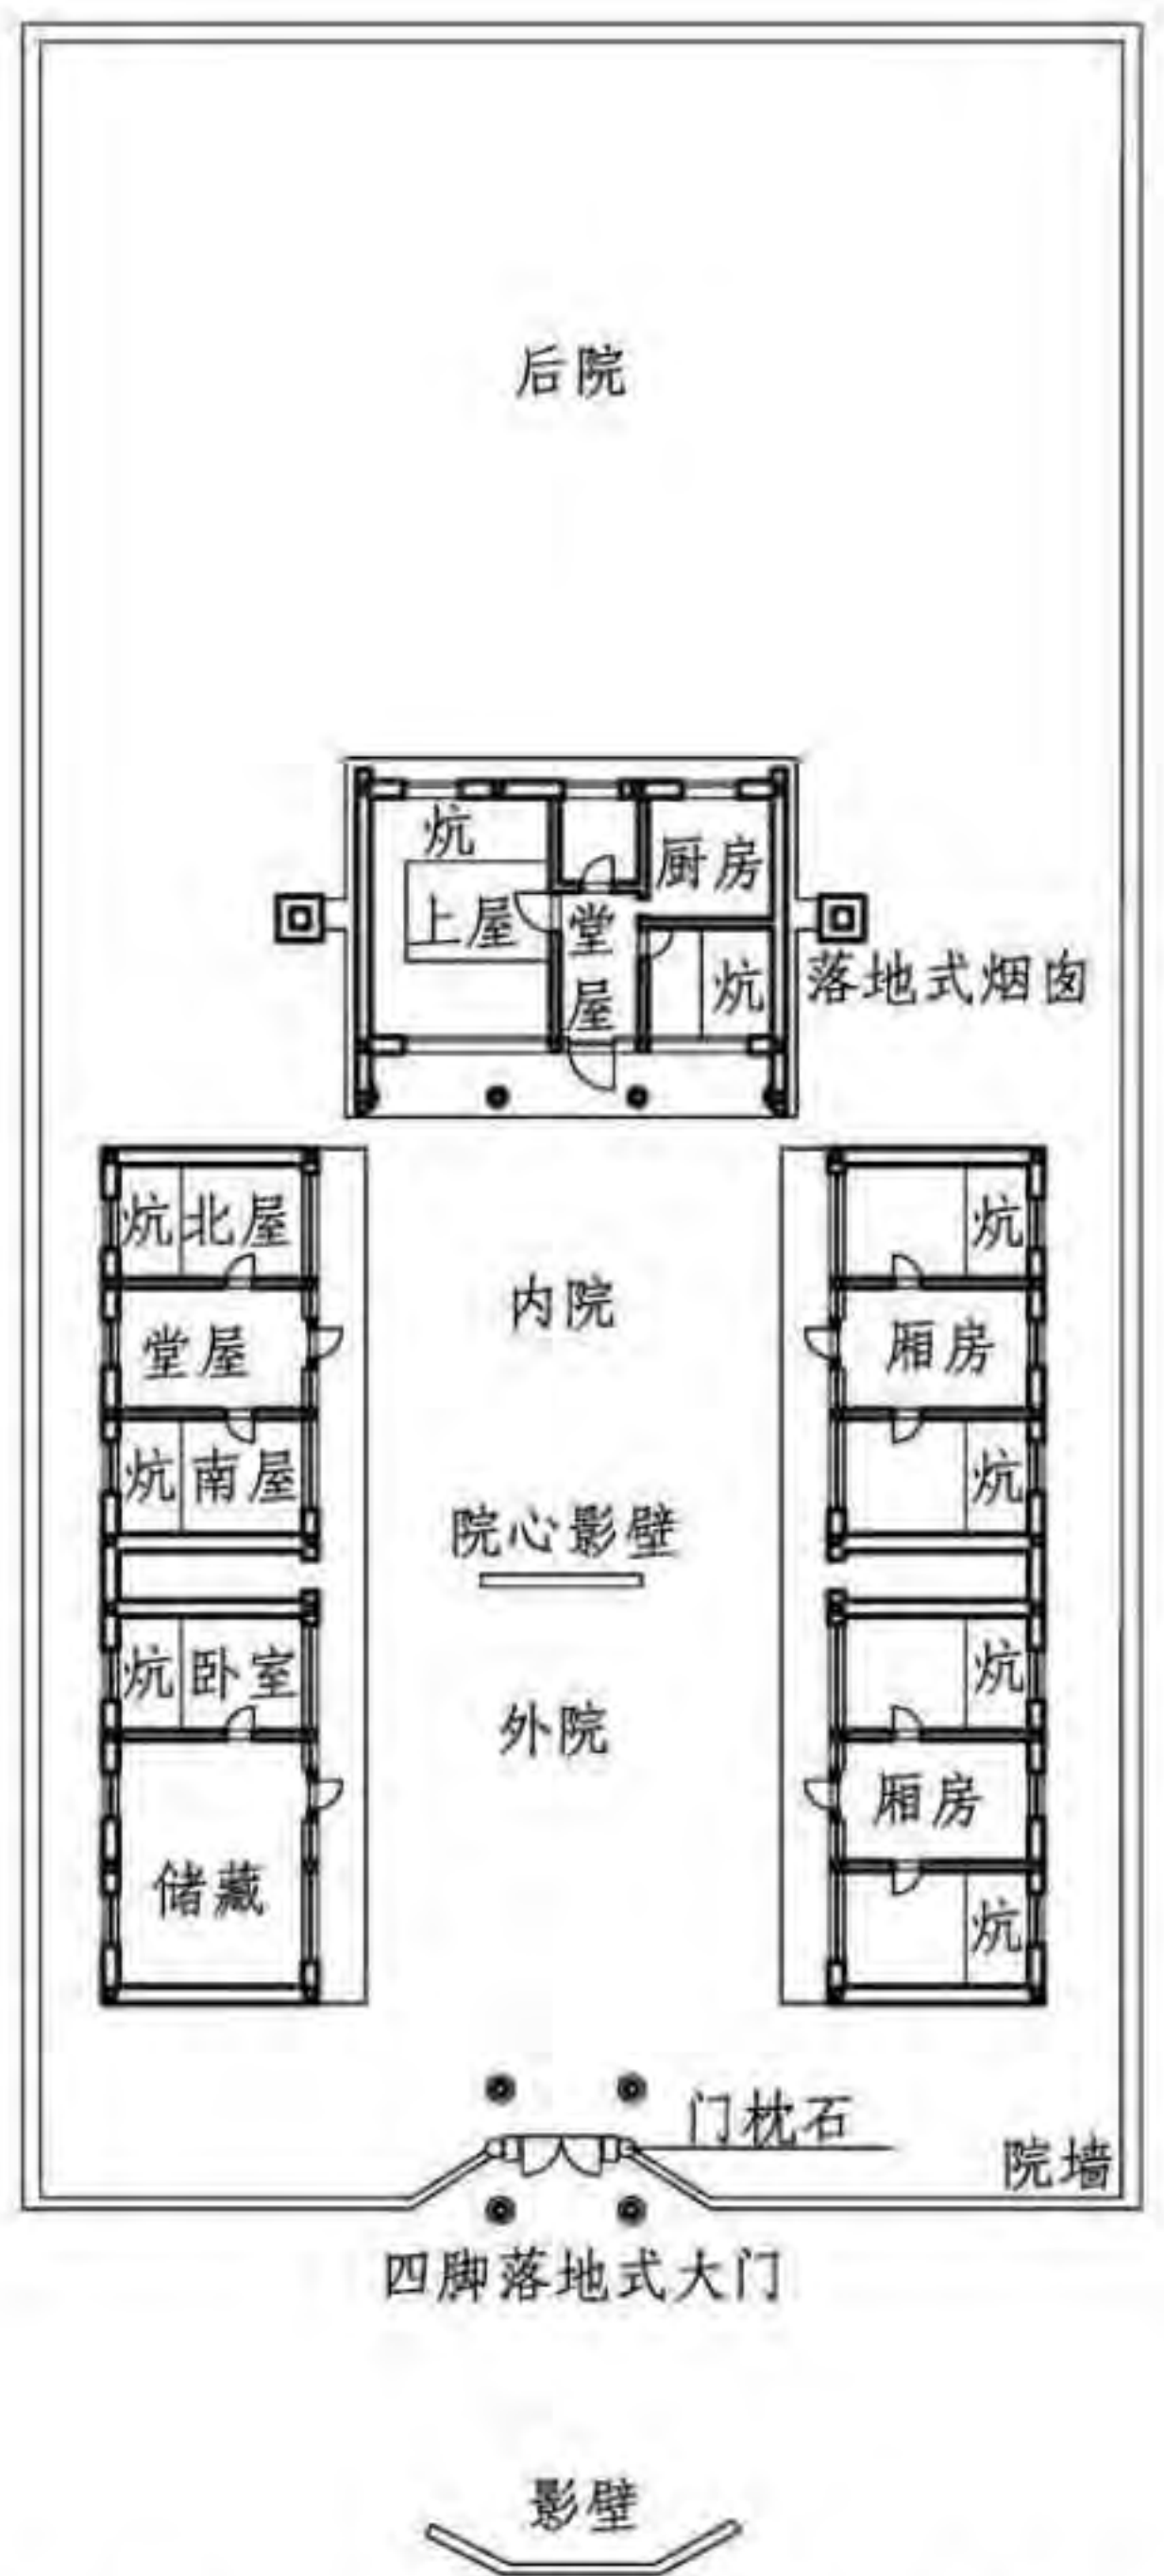 后院
炕
厨房
上屋
堂
屋
炕
落地式烟囱
炕
北屋
炕
内院
堂屋
厢房
炕
南屋
炕
院心影壁
炕
卧室
炕
外院
厢房
储藏
炕
门枕石
院墙
四脚落地式大门
影壁